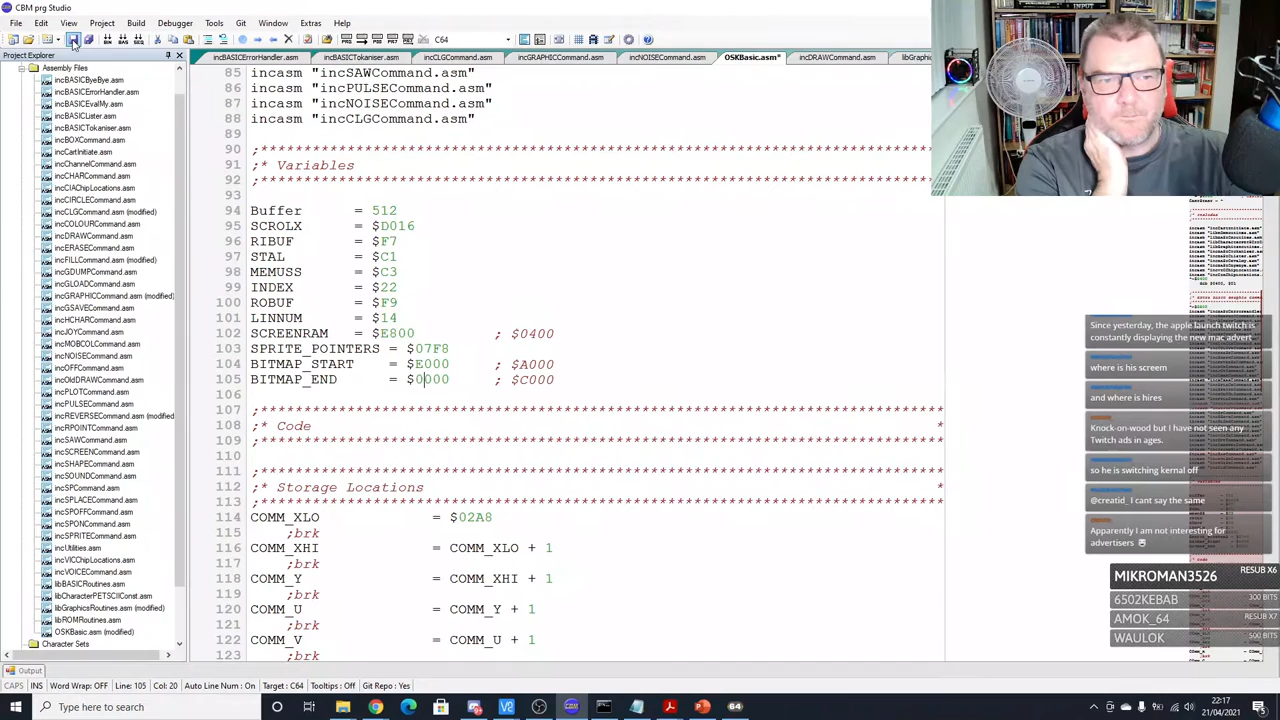 CBM prg Studio
File Edit View Project Build Debugger Tools Git Window Extras Help
C64
Project Explorer
incBASICErrorHandler.asm incBASICTokaniser.asm incCLGCommand.asm incGRAPHICCommand.asm incNOISECommand.asm OSKBasic.asm* incDRAWCommand.asm libGraphi
Assembly Files
incBASICByeBye.asm
incBASICErrorHandler.asm
incBASICEvalMy.asm
incBASICLister.asm
incBASICTokaniser.asm
incBOXCommand.asm
incCartInitiate.asm
incChannelCommand.asm
incCHARCommand.asm
incCIAChipLocations.asm
incCIRCLECommand.asm
incCLGCommand.asm (modified)
incCOLOURCommand.asm
incDRAWCommand.asm
incERASECommand.asm
incFILLCommand.asm (modified)
incGDUMPCommand.asm
incGLOADCommand.asm
incGRAPHICCommand.asm (modified)
incGSAVECommand.asm
incHCHARCommand.asm
incJOYCommand.asm
incMOBCOLCommand.asm
incNOISECommand.asm
incOFFCommand.asm
incOldDRAWCommand.asm
incPLOTCommand.asm
incPULSECommand.asm
incREVERSECommand.asm (modified)
incRPOINTCommand.asm
incSAWCommand.asm
incSCREENCommand.asm
incSHAPECommand.asm
incSOUNDCommand.asm
incSPCommand.asm
incSPLACECommand.asm
incSPOFFCommand.asm
incSPONCommand.asm
incSPRITECommand.asm
incUtilities.asm
incVICChipLocations.asm
incVOICECommand.asm
libBASICRoutines.asm
libCharacterPETSCIIConst.asm
libGraphicsRoutines.asm (modified)
libROMRoutines.asm
OSKBasic.asm (modified)
Character Sets
85 incasm "incSAWCommand.asm"
86 incasm "incPULSECommand.asm"
87 incasm "incNOISECommand.asm"
88 incasm "incCLGCommand.asm"
89
90 ;*******************************************************************************
91 ;* Variables
92 ;*******************************************************************************
93
94 Buffer = 512
95 SCROLX = $D016
96 RIBUF = $F7
97 STAL = $C1
98 MEMUSS = $C3
99 INDEX = $22
100 ROBUF = $F9
101 LINNUM = $14
102 SCREENRAM = $E800 ; $0400
103 SPRITE_POINTERS = $07F8
104 BITMAP_START = $E000 ; $A000
105 BITMAP_END = $0000 ; $C000
106
107 ;*******************************************************************************
108 ;* Code *
109 ;*******************************************************************************
110
111 ;*******************************************************************************
112 ;* Storage Locations *
113 ;*******************************************************************************
114 COMM_XLO = $02A8
115 ;brk
116 COMM_XHI = COMM_XLO + 1
117 ;brk
118 COMM_Y = COMM_XHI + 1
119 ;brk
120 COMM_U = COMM_Y + 1
121 ;brk
122 COMM_V = COMM_U + 1
123 ;brk
INPUT
Since yesterday, the apple launch twitch is
constantly displaying the new mac advert
where is his screem
and where is hires
Knock-on-wood but I have not seen any
Twitch ads in ages.
so he is switching kernal off
@creatid_ I cant say the same
Apparently I am not interesting for
advertisers
MIKROMAN3526 RESUB X6
6502KEBAB 300 BITS
AMOK_64 RESUB X7
WAULOK 500 BITS
Output
CAPS INS Word Wrap: OFF Line: 105 Col: 20 Auto Line Num : On Target : C64 Tooltips : Off Git Repo : Yes
Type here to search
22:17
21/04/2021